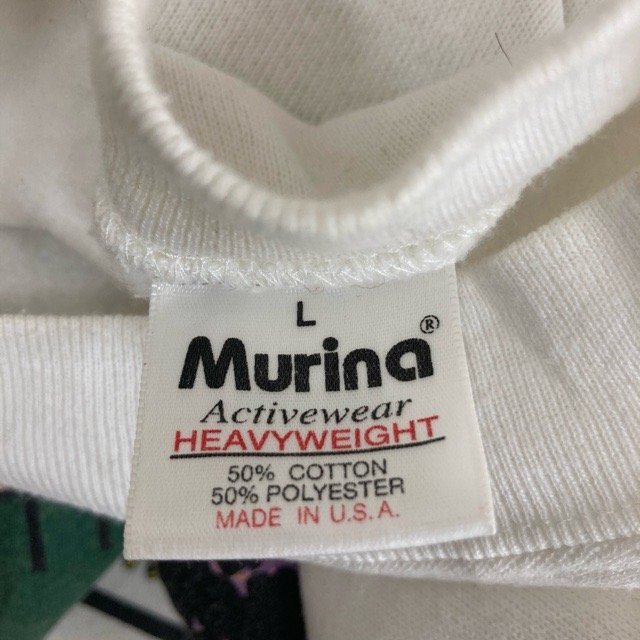 L
Murina®
Activewear
HEAVYWEIGHT
50% COTTON
50% POLYESTER
MADE IN U.S.A.